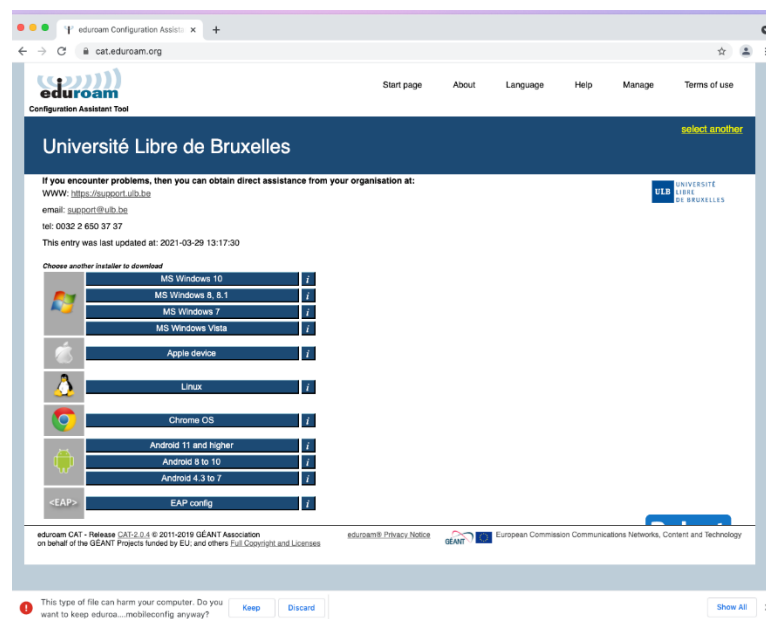 eduroam Configuration Assista
cat.eduroam.org
eduroam
Configuration Assistant Tool
Start page About Language Help Manage Terms of use
select another
Université Libre de Bruxelles
If you encounter problems, then you can obtain direct assistance from your organisation at:
WWW: https://support.ulb.be
email: support@ulb.be
tel: 0032 2 650 37 37
This entry was last updated at: 2021-03-29 13:17:30
ULB UNIVERSITÉ
LIBRE
DE BRUXELLES
Choose another installer to download
MS Windows 10 i
MS Windows 8, 8.1 i
MS Windows 7 i
MS Windows Vista i
Apple device i
Linux i
Chrome OS i
Android 11 and higher i
Android 8 to 10 i
Android 4.3 to 7 i
<EAP> EAP config i
eduroam CAT - Release CAT-2.0.4 © 2011-2019 GÉANT Association
on behalf of the GÉANT Projects funded by EU; and others Full Copyright and Licenses
eduroam® Privacy Notice
GÉANT
European Commission Communications Networks, Content and Technology
This type of file can harm your computer. Do you
want to keep eduroa....mobileconfig anyway?
Keep Discard
Show All